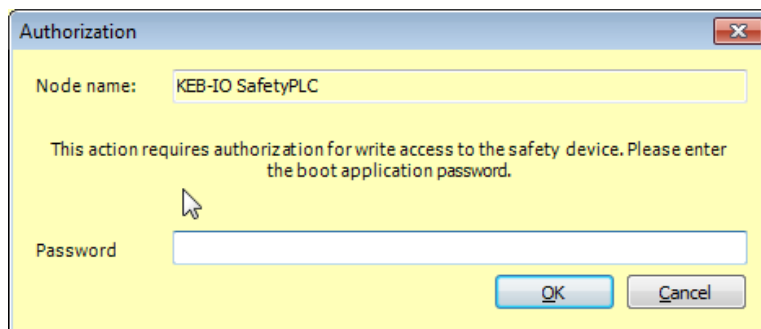 Authorization
Node name: KEB-IO SafetyPLC
This action requires authorization for write access to the safety device. Please enter
the boot application password.
Password
OK Cancel